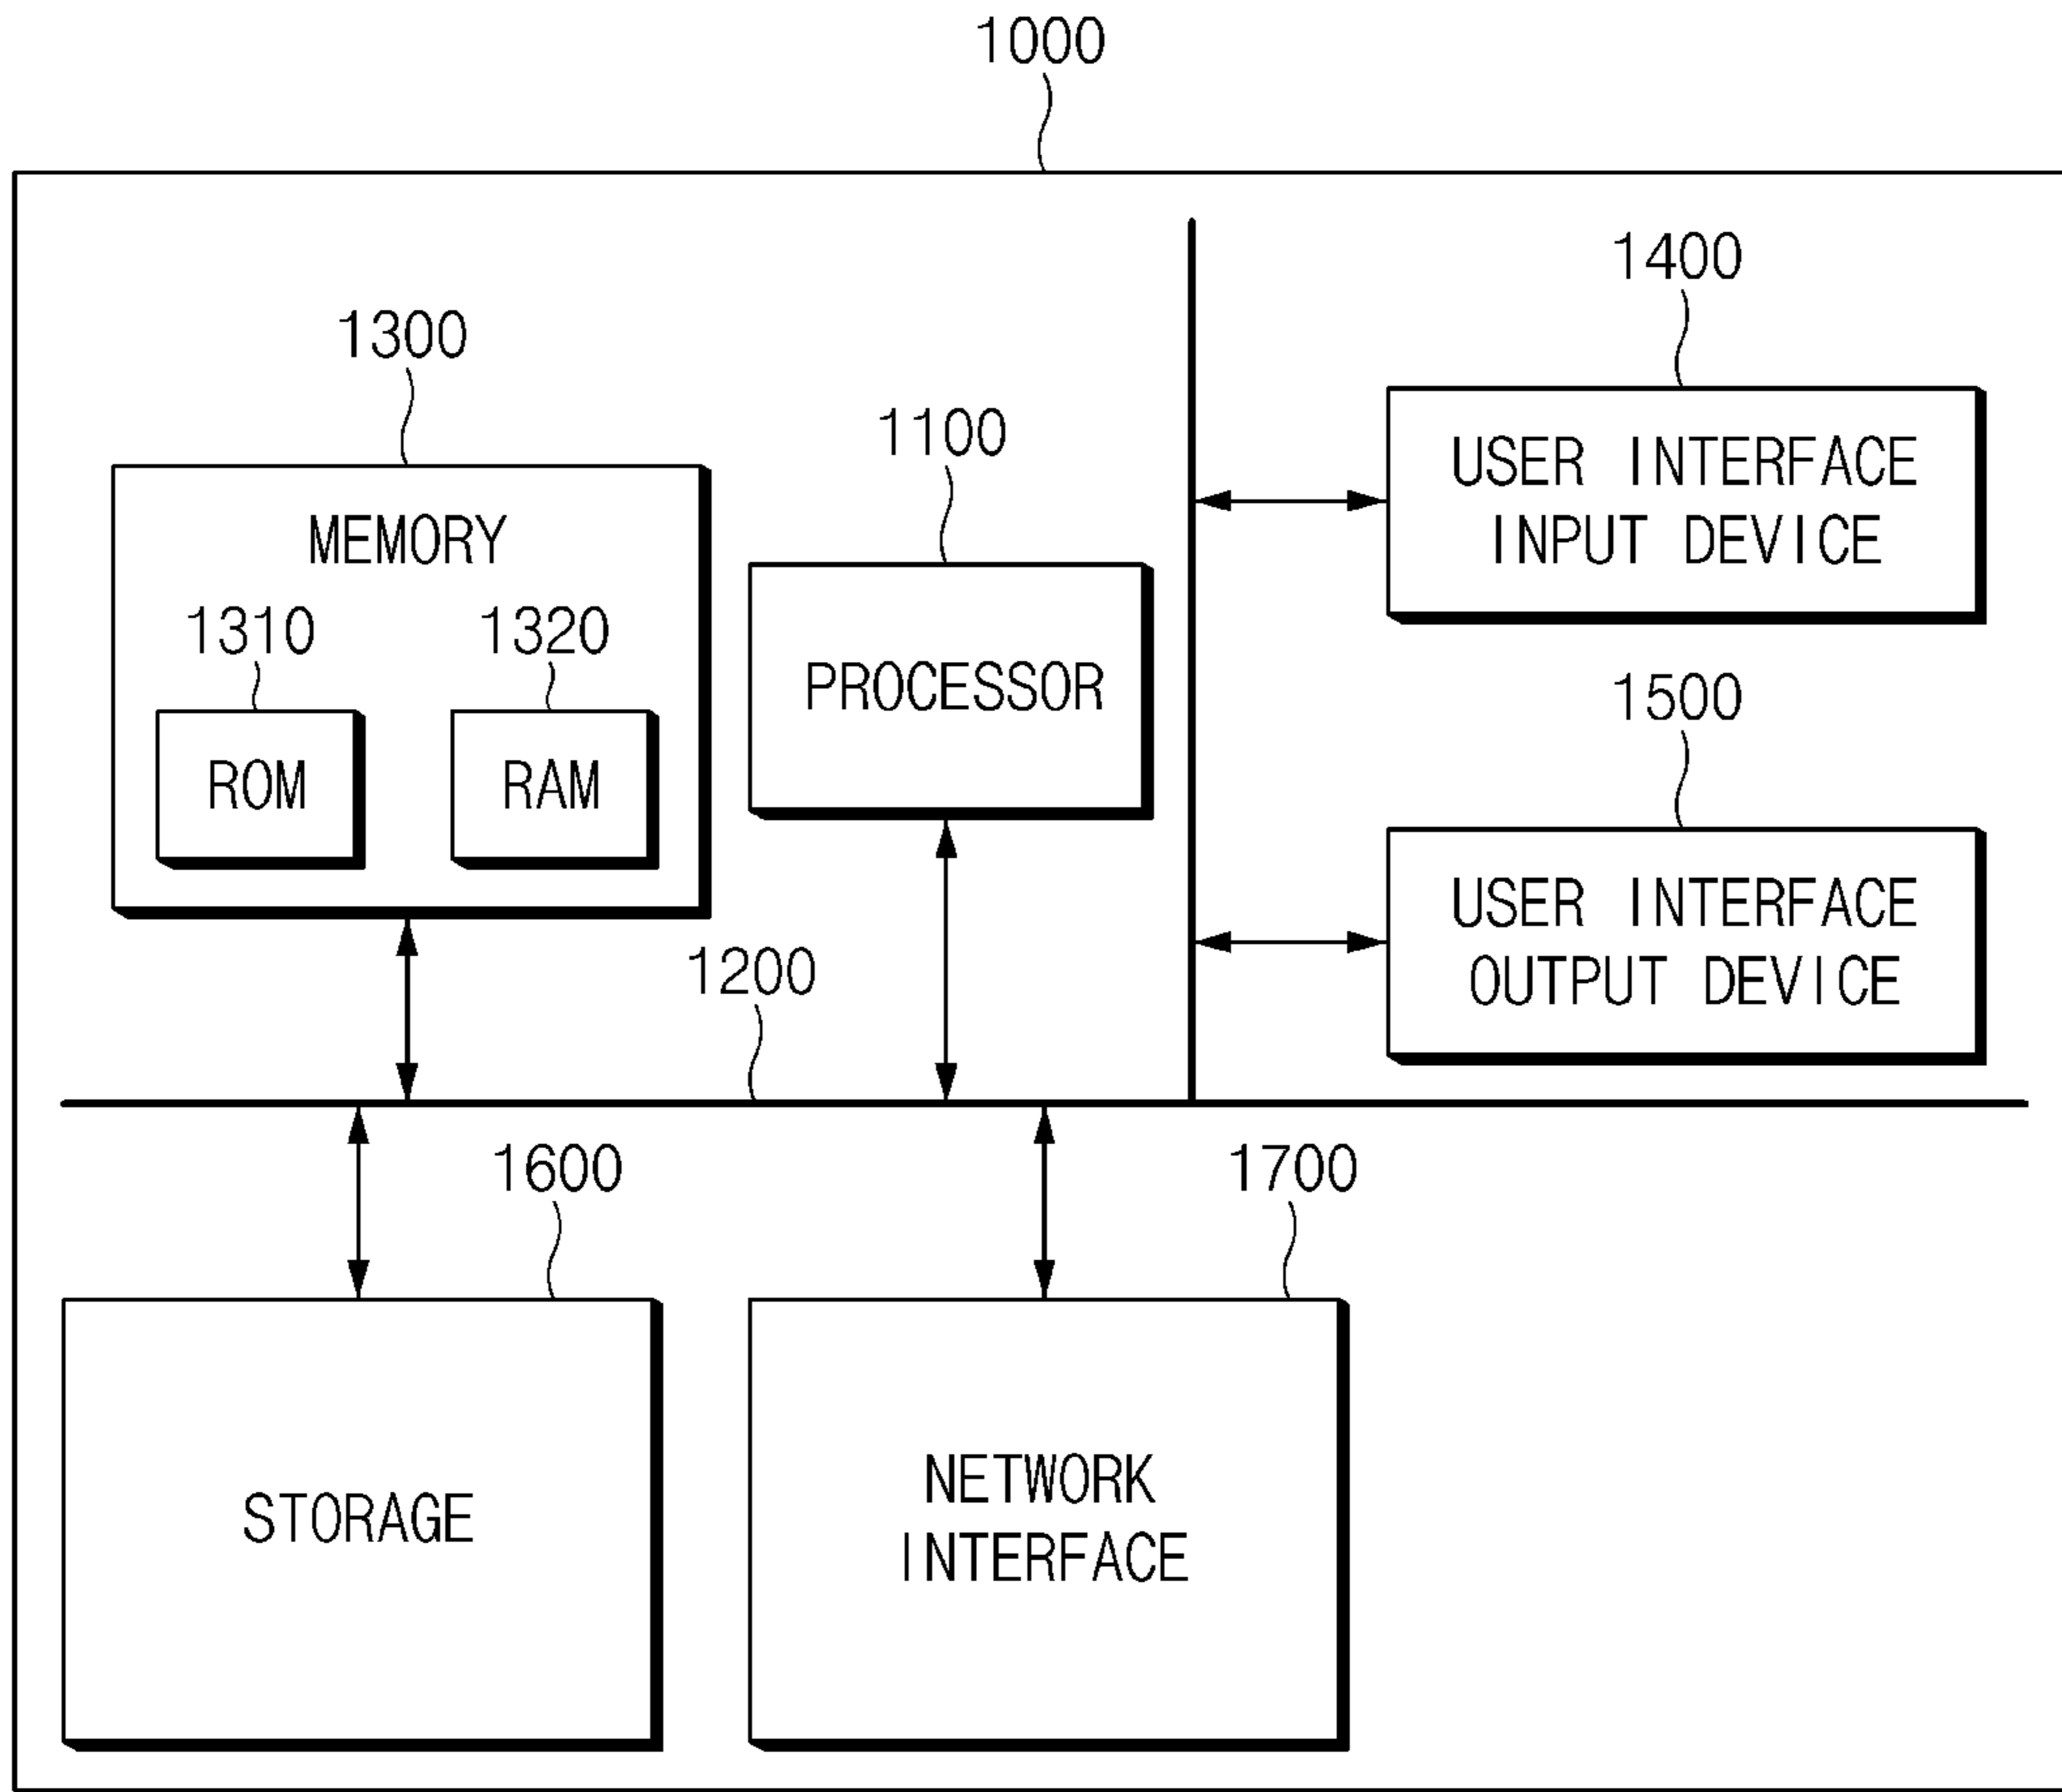 1000
1400
1300
1100
USER INTERFACE
INPUT DEVICE
MEMORY
1310
1320
PROCESSOR
1500
ROM
RAM
USER INTERFACE
OUTPUT DEVICE
1200
1600
1700
STORAGE
NETWORK
INTERFACE